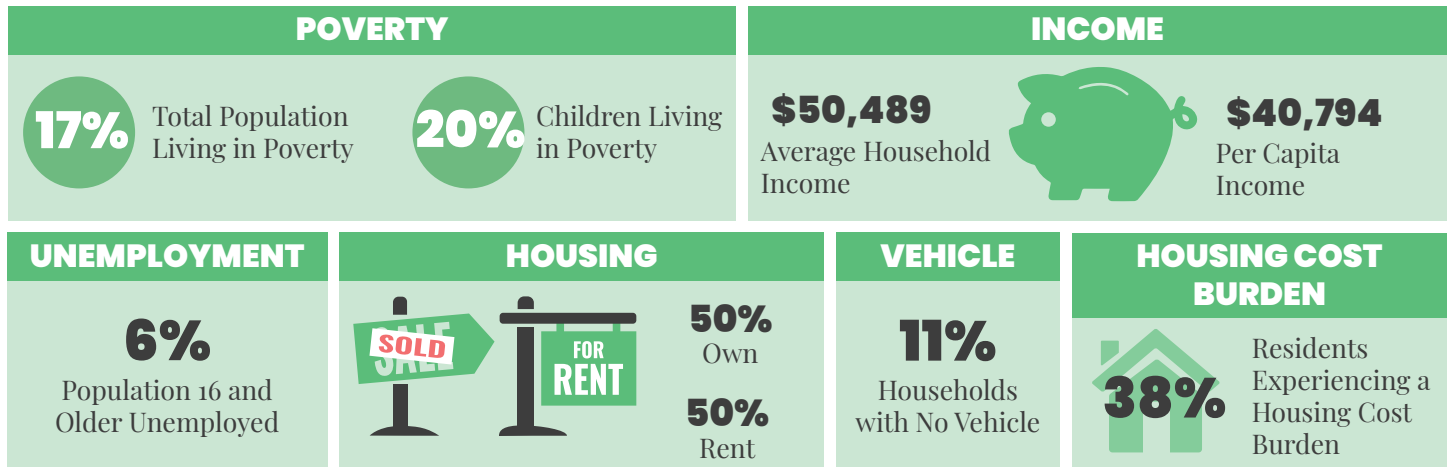 POVERTY
17%
Total Population
Living in Poverty
20%
Children Living
in Poverty
INCOME
$50,489
Average Household
Income
$40,794
Per Capita
Income
UNEMPLOYMENT
6%
Population 16 and
Older Unemployed
HOUSING
SALE
SOLD
FOR
RENT
50%
Own
50%
Rent
VEHICLE
11%
Households
with No Vehicle
HOUSING COST
BURDEN
38%
Residents
Experiencing a
Housing Cost
Burden